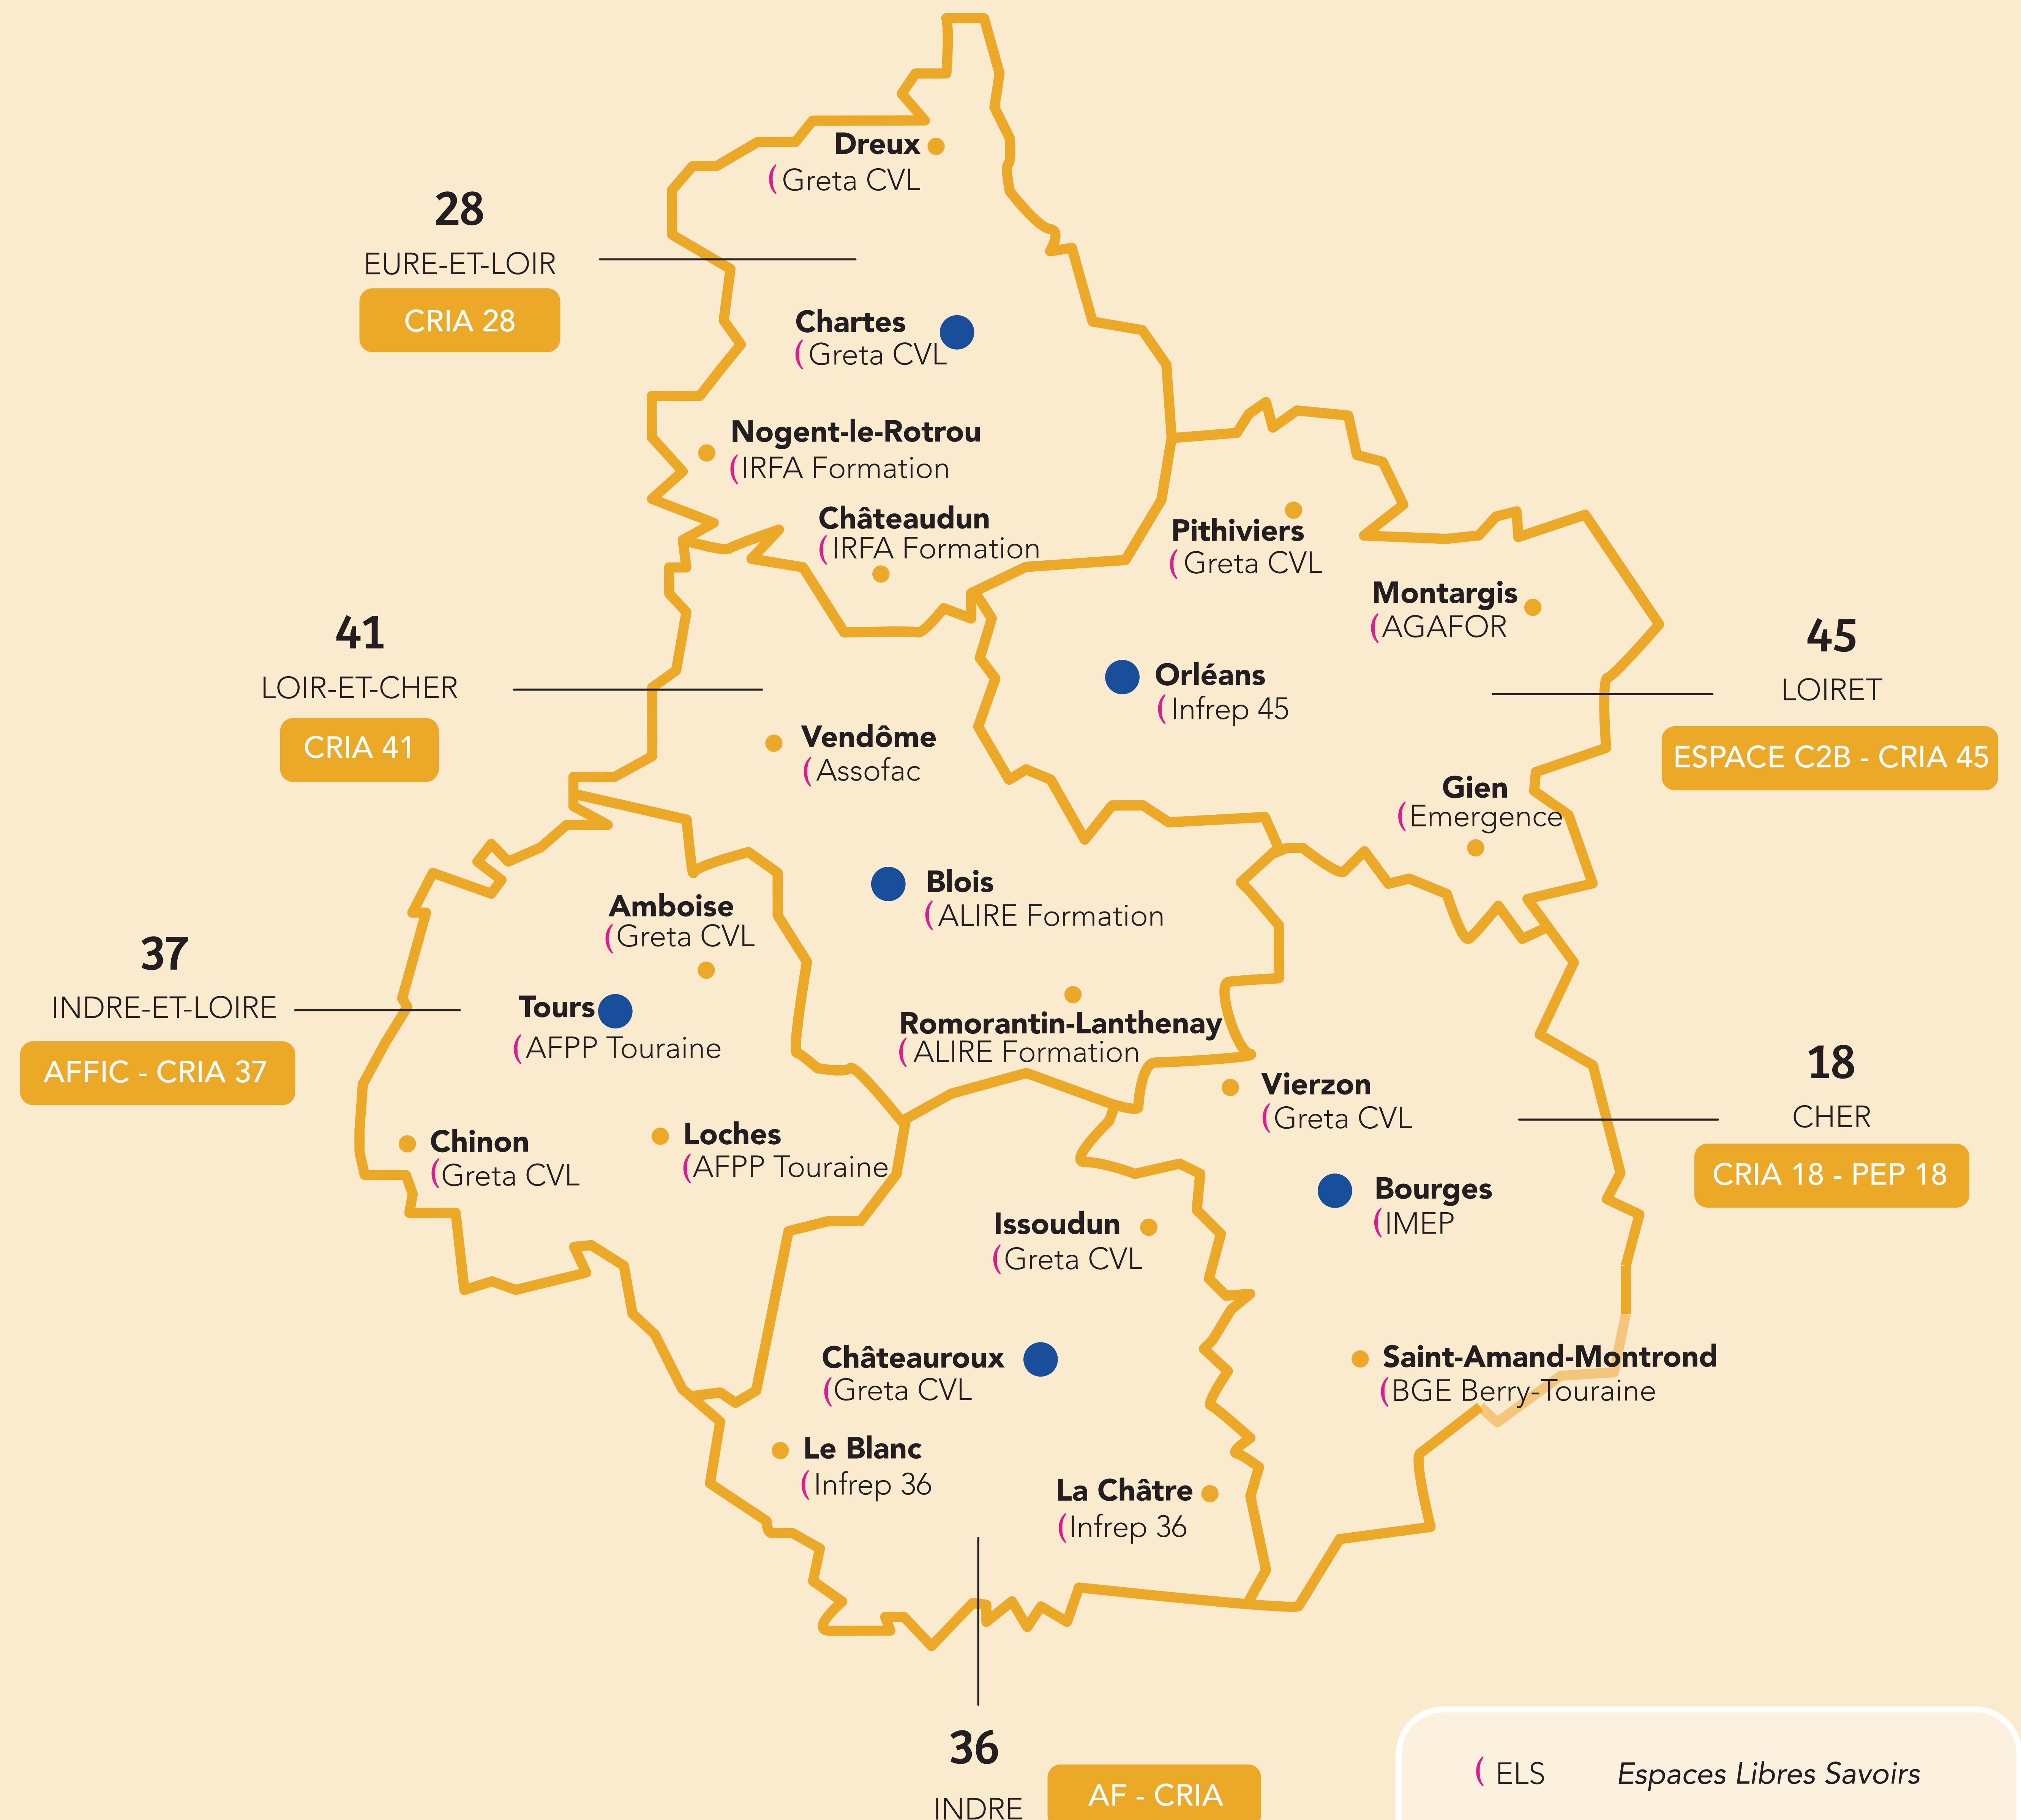 Dreux
( Greta CVL
28
EURE-ET-LOIR
CRIA 28
Chartes
( Greta CVL
Nogent-le-Rotrou
(IRFA Formation
Châteaudun
(IRFA Formation
Pithiviers
( Greta CVL
Montargis
(AGAFOR
41
LOIR-ET-CHER
CRIA 41
45
LOIRET
ESPACE C2B - CRIA 45
Orléans
(Infrep 45
Vendôme
(Assofac
Gien
(Emergence
Blois
(ALIRE Formation
Amboise
(Greta CVL
37
INDRE-ET-LOIRE
AFFIC - CRIA 37
Tours
(AFPP Touraine
Romorantin-Lanthenay
(ALIRE Formation
Vierzon
(Greta CVL
18
CHER
CRIA 18 - PEP 18
Chinon
(Greta CVL
Loches
(AFPP Touraine
Bourges
(IMEP
Issoudun
(Greta CVL
Châteauroux
(Greta CVL
Saint-Amand-Montrond
(BGE Berry-Touraine
Le Blanc
(Infrep 36
La Châtre
(Infrep 36
36
INDRE
AF - CRIA
( ELS Espaces Libres Savoirs